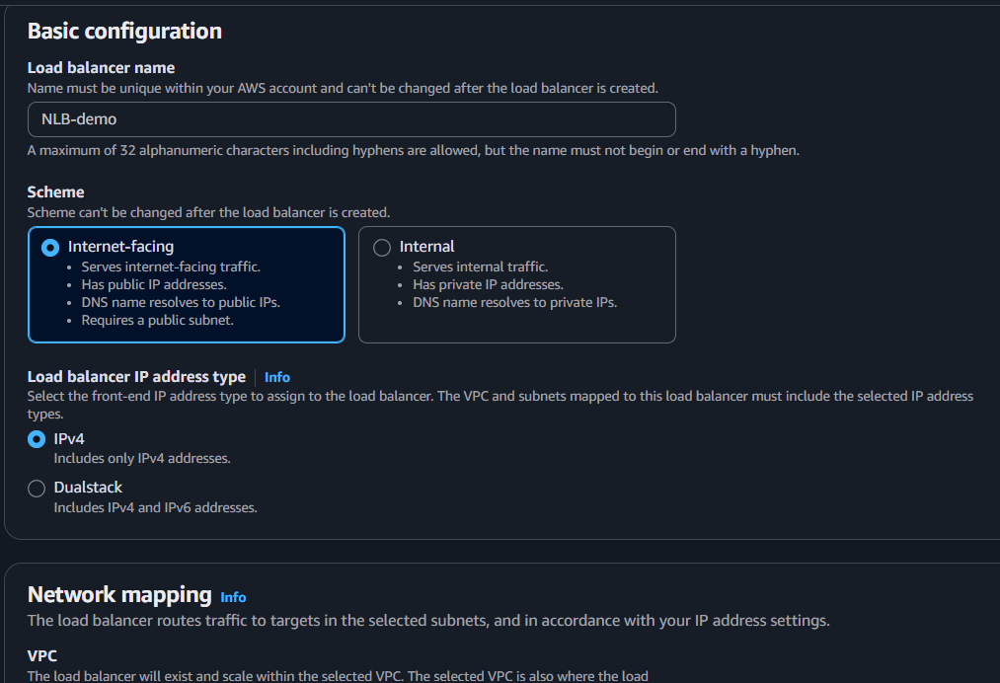 Basic configuration
Load balancer name
Name must be unique within your AWS account and can't be changed after the load balancer is created.
NLB-demo
A maximum of 32 alphanumeric characters including hyphens are allowed, but the name must not begin or end with a hyphen.
Scheme
Scheme can't be changed after the load balancer is created.
Internet-facing
• Serves internet-facing traffic.
• Has public IP addresses.
• DNS name resolves to public IPs.
• Requires a public subnet.
Internal
• Serves internal traffic.
• Has private IP addresses.
• DNS name resolves to private IPs.
Load balancer IP address type Info
Select the front-end IP address type to assign to the load balancer. The VPC and subnets mapped to this load balancer must include the selected IP address
types.
IPv4
Includes only IPv4 addresses.
Dualstack
Includes IPv4 and IPv6 addresses.
Network mapping Info
The load balancer routes traffic to targets in the selected subnets, and in accordance with your IP address settings.
VPC
The load balancer will exist and scale within the selected VPC. The selected VPC is also where the load